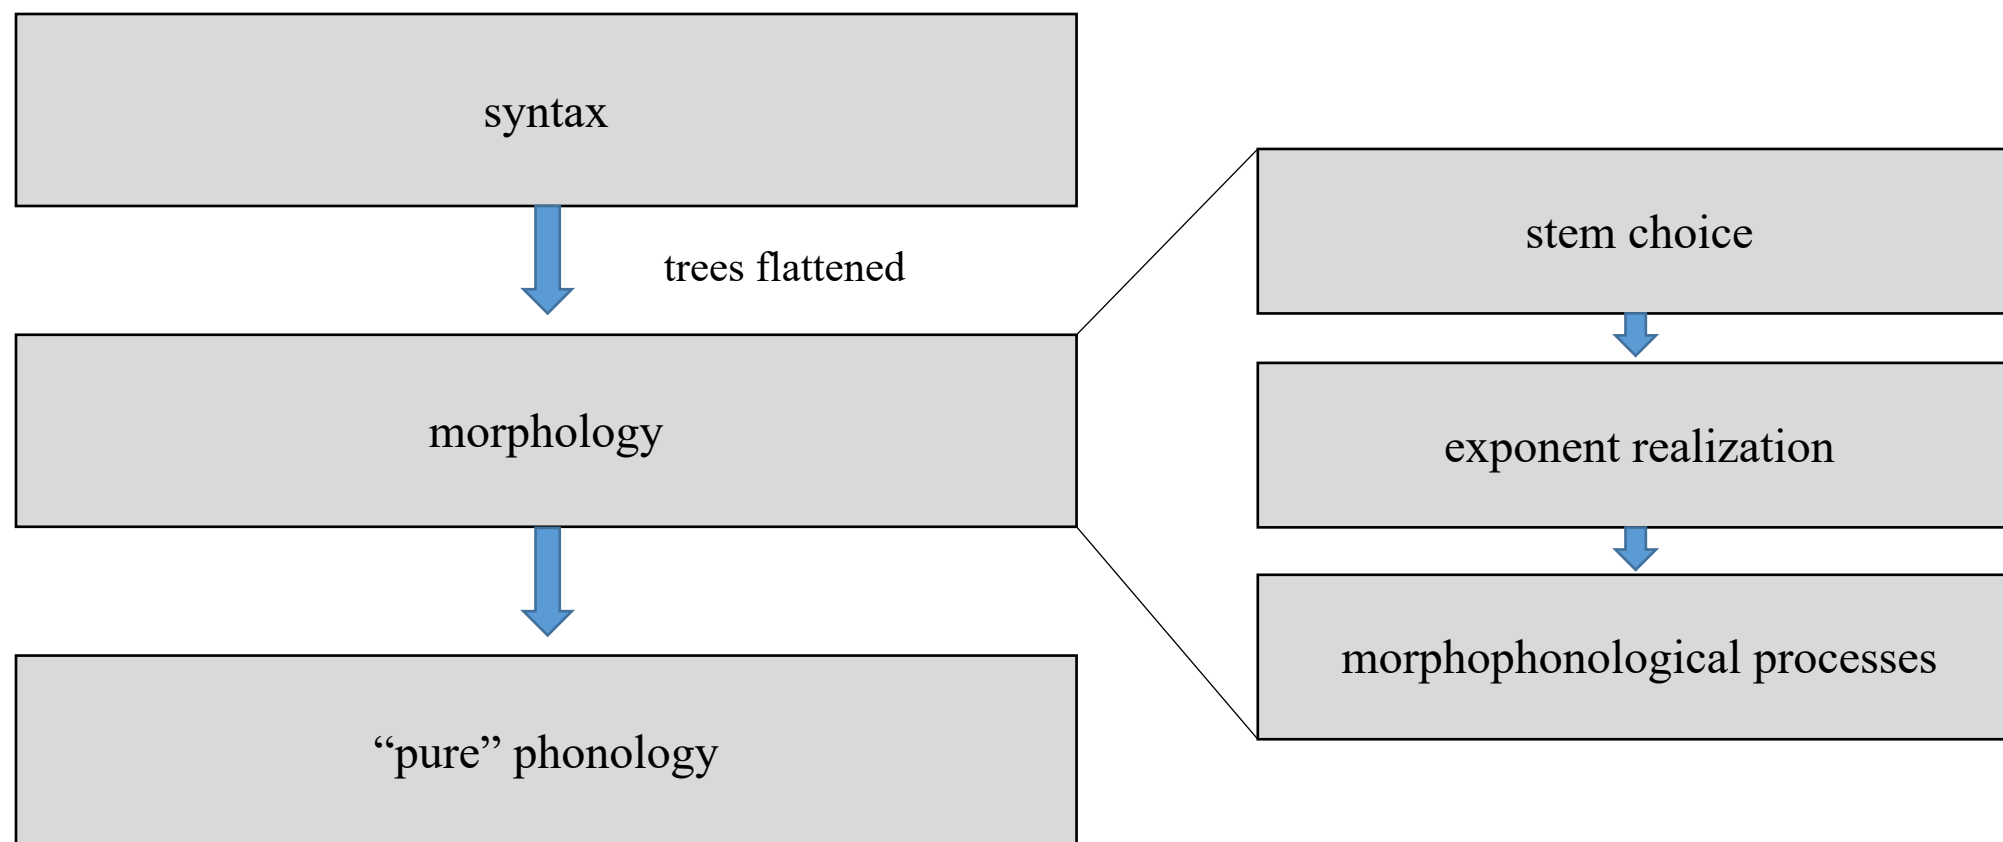 syntax
trees flattened
morphology
“pure” phonology
stem choice
exponent realization
morphophonological processes